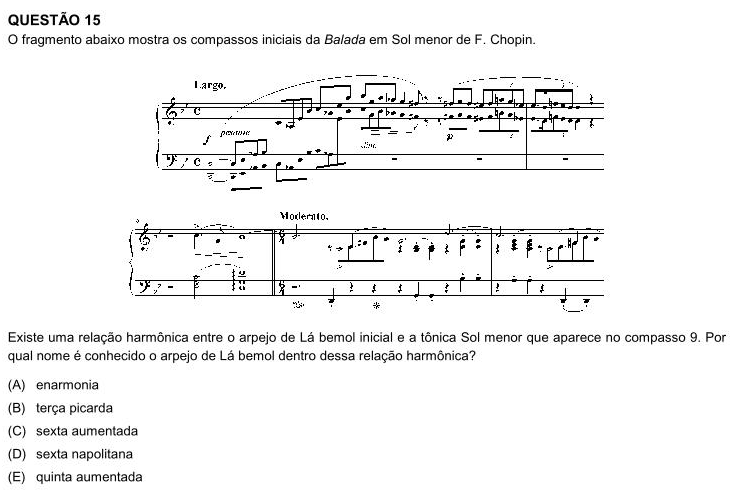 QUESTÃO 15
O fragmento abaixo mostra os compassos iniciais da Balada em Sol menor de F. Chopin.
Largo.
pesante
dim.
Moderato.
Existe uma relação harmônica entre o arpejo de Lá bemol inicial e a tônica Sol menor que aparece no compasso 9. Por
qual nome é conhecido o arpejo de Lá bemol dentro dessa relação harmônica?
(A) enarmonia
(B) terça picarda
(C) sexta aumentada
(D) sexta napolitana
(E) quinta aumentada